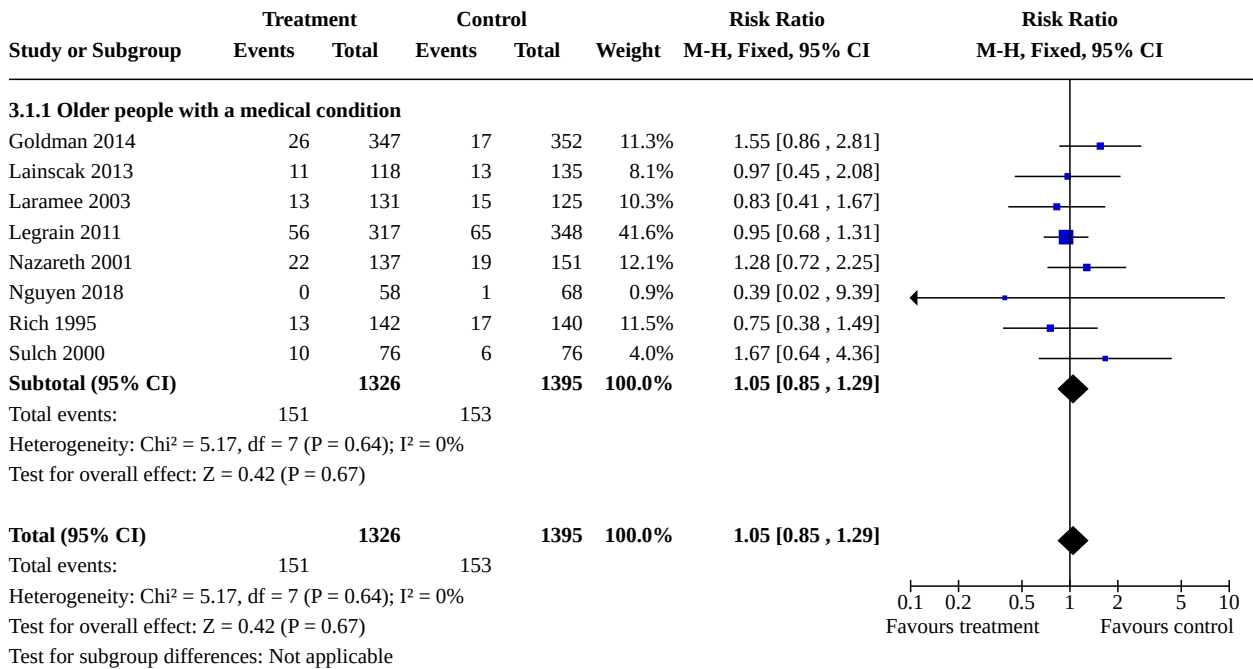 Treatment Control Risk Ratio Risk Ratio
Study or Subgroup Events Total Events Total Weight M-H, Fixed, 95% CI M-H, Fixed, 95% CI
3.1.1 Older people with a medical condition
Goldman 2014 26 347 17 352 11.3% 1.55 [0.86 , 2.81]
Lainscak 2013 11 118 13 135 8.1% 0.97 [0.45 , 2.08]
Laramee 2003 13 131 15 125 10.3% 0.83 [0.41 , 1.67]
Legrain 2011 56 317 65 348 41.6% 0.95 [0.68 , 1.31]
Nazareth 2001 22 137 19 151 12.1% 1.28 [0.72 , 2.25]
Nguyen 2018 0 58 1 68 0.9% 0.39 [0.02 , 9.39]
Rich 1995 13 142 17 140 11.5% 0.75 [0.38 , 1.49]
Sulch 2000 10 76 6 76 4.0% 1.67 [0.64 , 4.36]
Subtotal (95% CI) 1326 1395 100.0% 1.05 [0.85 , 1.29]
Total events: 151 153
Heterogeneity: Chi² = 5.17, df = 7 (P = 0.64); I² = 0%
Test for overall effect: Z = 0.42 (P = 0.67)
Total (95% CI) 1326 1395 100.0% 1.05 [0.85 , 1.29]
Total events: 151 153
Heterogeneity: Chi² = 5.17, df = 7 (P = 0.64); I² = 0%
0.1 0.2 0.5 1 2 5 10
Test for overall effect: Z = 0.42 (P = 0.67)
Favours treatment Favours control
Test for subgroup differences: Not applicable